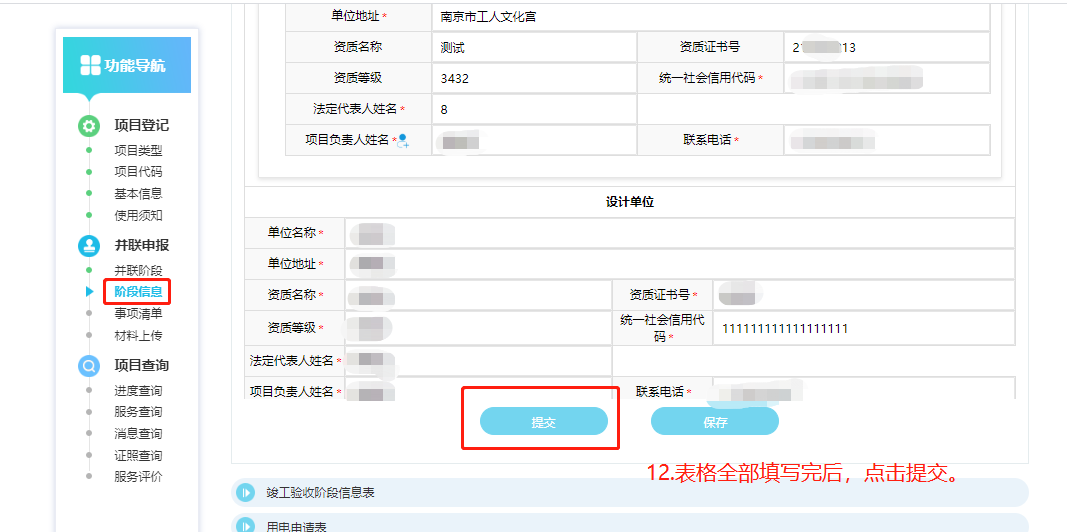 单位地址* 南京市工人文化宫
功能导航
资质名称 测试 资质证书号 2 13
资质等级 3432 统一社会信用代码*
法定代表人姓名* 8
项目负责人姓名* 联系电话*
项目登记
项目类型
项目代码
基本信息
使用须知
并联申报
并联阶段
阶段信息
事项清单
材料上传
项目查询
进度查询
服务查询
消息查询
证照查询
服务评价
设计单位
单位名称*
单位地址*
资质名称* 资质证书号*
资质等级* 统一社会信用代
码* 111111111111111111
法定代表人姓名*
项目负责人姓名* 联系电话*
提交 保存
12.表格全部填写完后，点击提交。
竣工验收阶段信息表
用电申请表